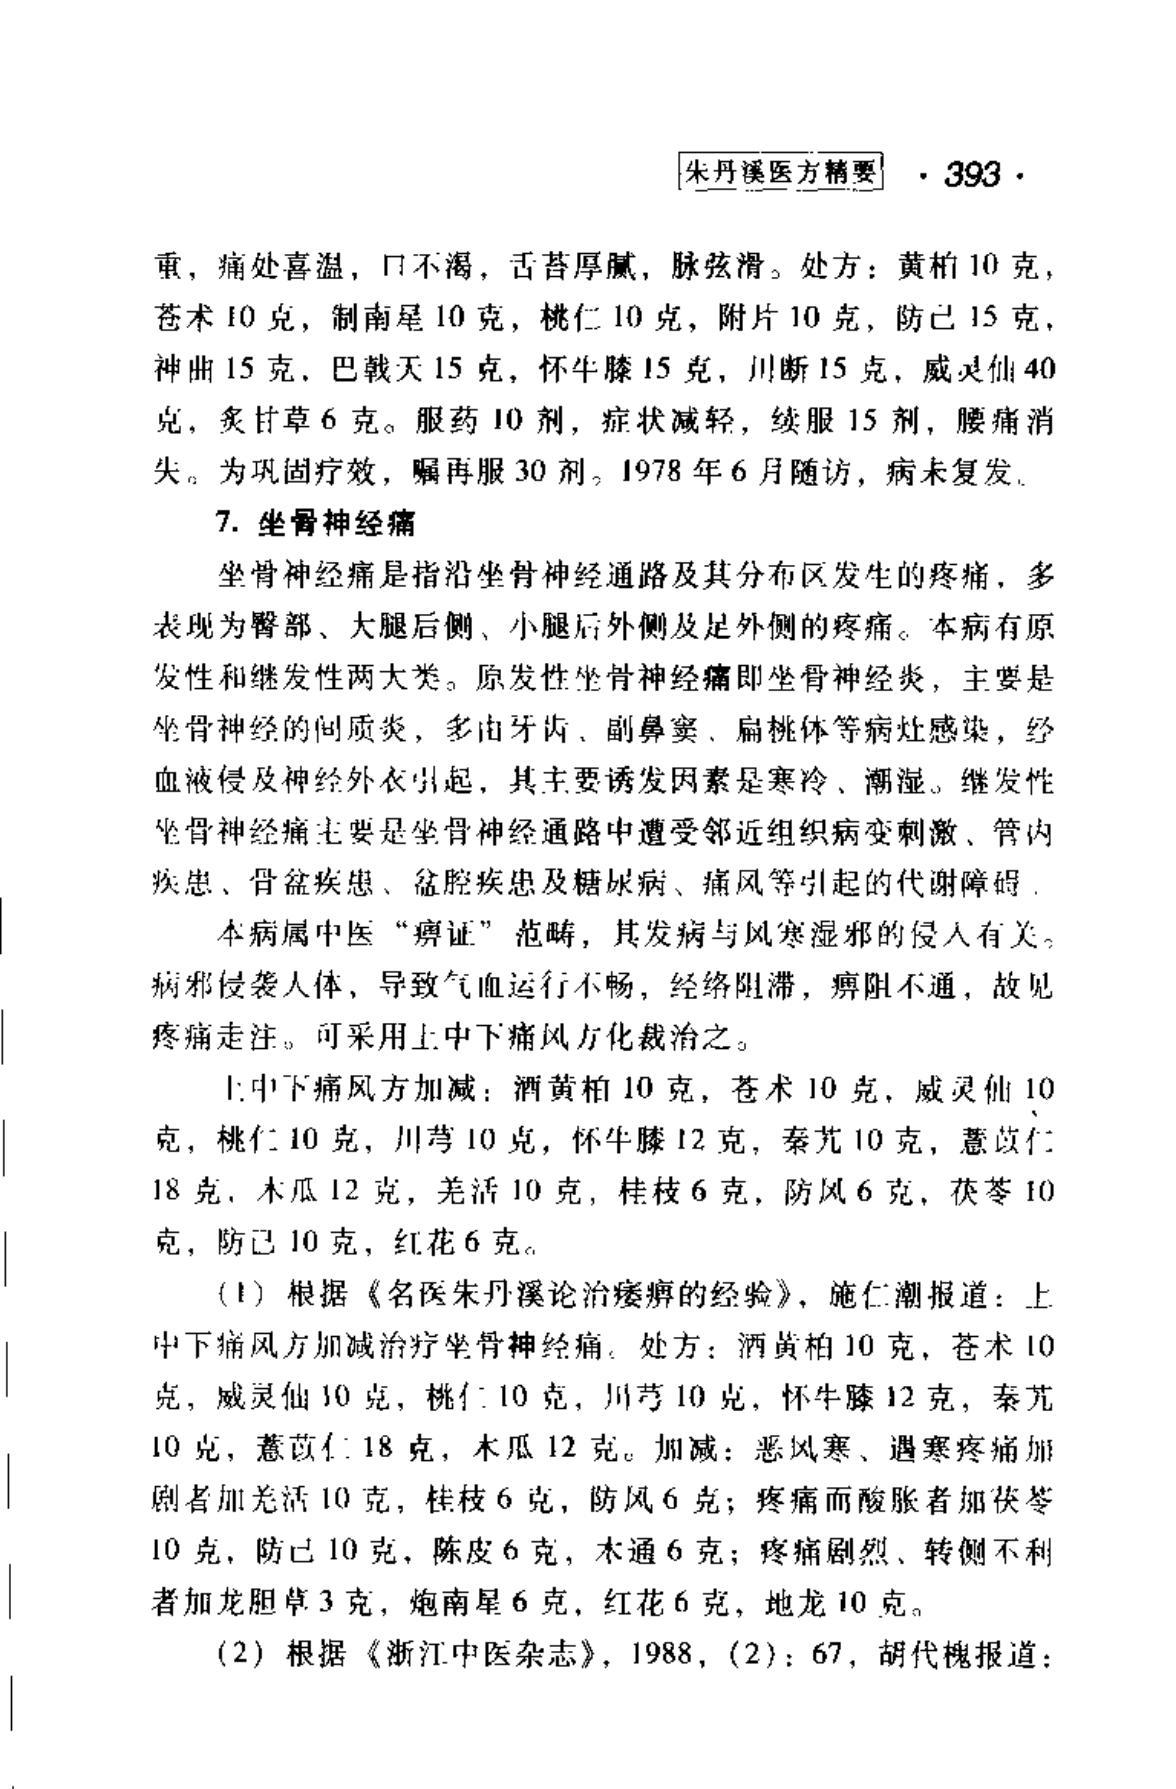 朱丹溪医方精要 · 393 ·
重，痛处喜温，口不渴，舌苔厚腻，脉弦滑。处方：黄柏 10 克，
苍术 10 克，制南星 10 克，桃仁 10 克，附片 10 克，防己 15 克，
神曲 15 克，巴戟天 15 克，怀牛膝 15 克，川断 15 克，威灵仙 40
克，炙甘草 6 克。服药 10 剂，症状减轻，续服 15 剂，腰痛消
失。为巩固疗效，嘱再服 30 剂。1978 年 6 月随访，病未复发。
7. 坐骨神经痛
坐骨神经痛是指沿坐骨神经通路及其分布区发生的疼痛，多
表现为臀部、大腿后侧、小腿后外侧及足外侧的疼痛。本病有原
发性和继发性两大类。原发性坐骨神经痛即坐骨神经炎，主要是
坐骨神经的间质炎，多由牙齿、副鼻窦、扁桃体等病灶感染，经
血液侵及神经外衣引起，其主要诱发因素是寒冷、潮湿。继发性
坐骨神经痛主要是坐骨神经通路中遭受邻近组织病变刺激、管内
疾患、骨盆疾患、盆腔疾患及糖尿病、痛风等引起的代谢障碍．
本病属中医“痹证”范畴，其发病与风寒湿邪的侵入有关。
病邪侵袭人体，导致气血运行不畅，经络阻滞，痹阻不通，故见
疼痛走注。可采用上中下痛风方化裁治之。
上中下痛风方加减：酒黄柏 10 克，苍术 10 克，威灵仙 10
克，桃仁 10 克，川芎 10 克，怀牛膝 12 克，秦艽 10 克，薏苡仁
18 克，木瓜 12 克，羌活 10 克，桂枝 6 克，防风 6 克，茯苓 10
克，防己 10 克，红花 6 克。
（1）根据《名医朱丹溪论治痿痹的经验》，施仁潮报道：上
中下痛风方加减治疗坐骨神经痛。处方：酒黄柏 10 克，苍术 10
克，威灵仙 10 克，桃仁 10 克，川芎 10 克，怀牛膝 12 克，秦艽
10 克，薏苡仁 18 克，木瓜 12 克。加减：恶风寒、遇寒疼痛加
剧者加羌活 10 克，桂枝 6 克，防风 6 克；疼痛而酸胀者加茯苓
10 克，防己 10 克，陈皮 6 克，木通 6 克；疼痛剧烈、转侧不利
者加龙胆草 3 克，炮南星 6 克，红花 6 克，地龙 10 克。
（2）根据《浙江中医杂志》，1988，（2）：67，胡代槐报道：